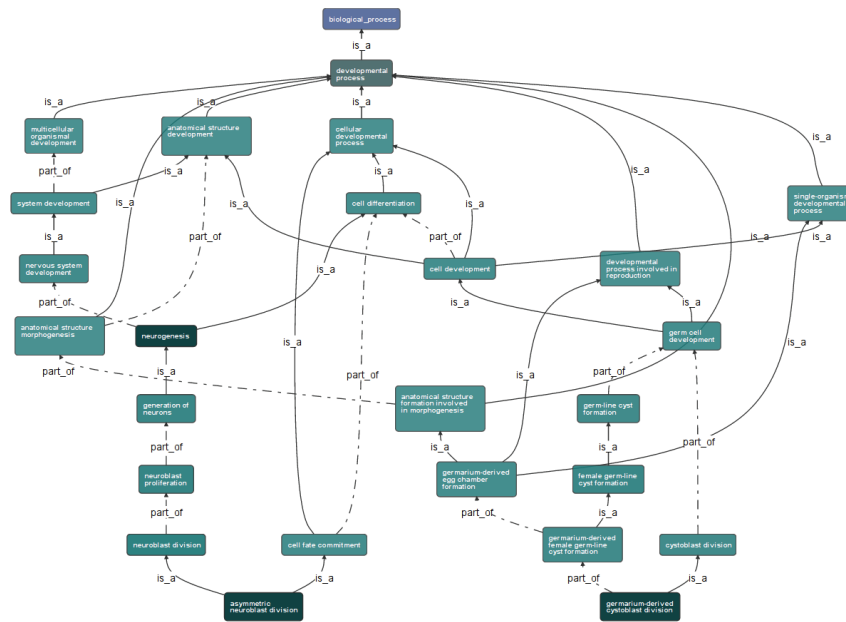 biological_process
is_a
developmental
process
is_a
is_a
is_a
is_a
multicellular
organismal
development
anatomical structure
development
cellular
developmental
process
part_of
is_a
is_a
is_a
is_a
system development
is_a
cell differentiation
is_a
single-organis
developmental
process
is_a
part_of
part_of
is_a
is_a
nervous system
development
is_a
cell development
developmental
process involved in
reproduction
part_of
is_a
is_a
anatomical structure
morphogenesis
neurogenesis
germ cell
development
is_a
is_a
part_of
is_a
part_of
is_a
part_of
generation of
neurons
anatomical structure
formation involved
in morphogenesis
germ-line cyst
formation
part_of
is_a
is_a
part_of
neuroblast
proliferation
germarium-derived
egg chamber
formation
female germ-line
cyst formation
part_of
part_of
is_a
neuroblast division
cell fate commitment
germarium-derived
female germ-line
cyst formation
cystoblast division
is_a
is_a
part_of
is_a
asymmetric
neuroblast division
germarium-derived
cystoblast division